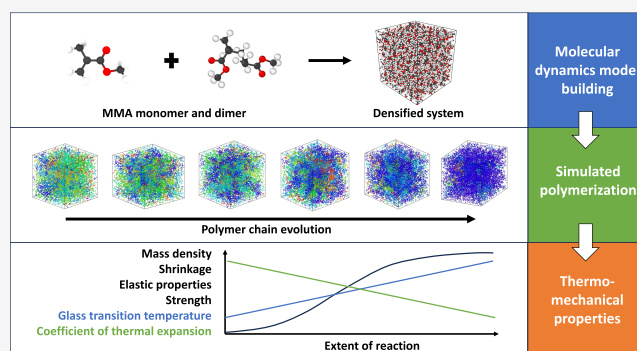 MMA monomer and dimer
Densified system
Molecular
dynamics model
building
Polymer chain evolution
Simulated
polymerization
Mass density
Shrinkage
Elastic properties
Strength
Glass transition temperature
Coefficient of thermal expansion
Extent of reaction
Thermo-
mechanical
properties